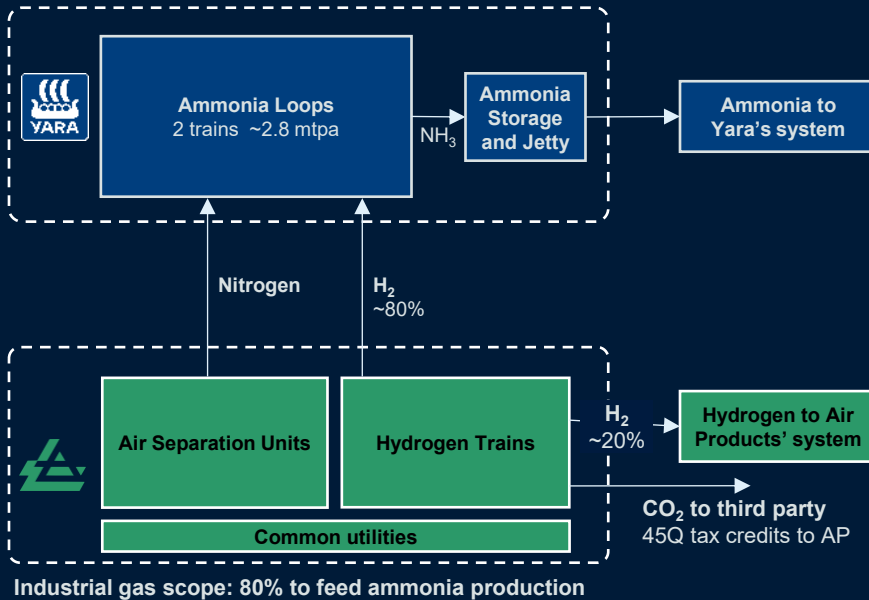 YARA
Ammonia Loops
2 trains ~2.8 mtpa
NH₃
Ammonia
Storage
and Jetty
Ammonia to
Yara's system
Nitrogen
H₂
~80%
Air Separation Units
Hydrogen Trains
H₂
~20%
Hydrogen to Air
Products' system
CO₂ to third party
45Q tax credits to AP
Common utilities
Industrial gas scope: 80% to feed ammonia production